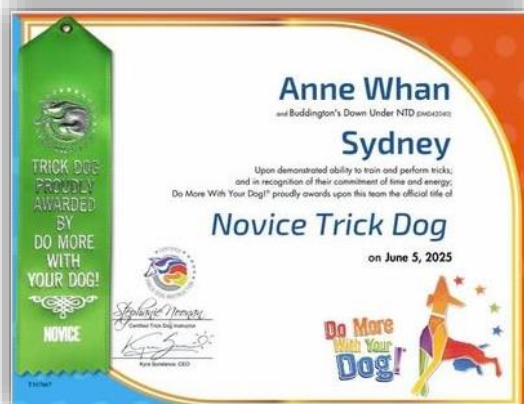 Anne Whan
and Buddington's Down Under NTD
Sydney
Upon demonstrated ability to train and perform tricks;
and in recognition of their commitment of time and energy;
Do More With Your Dog!® proudly awards upon this team the official title of
Novice Trick Dog
on June 5, 2025
TRICK DOG
PROUDLY
AWARDED
BY
DO MORE
WITH
YOUR DOG!
NOVICE
Stephanie Noonan
Certified Trick Dog Instructor
Kyra Sundance, CEO
Do More
With Your
Dog!